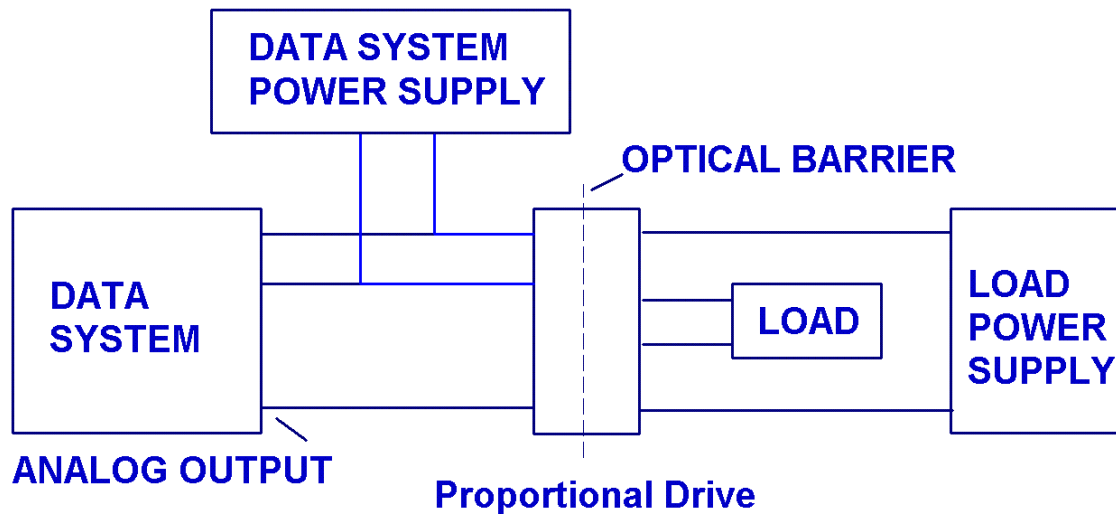 DATA SYSTEM
POWER SUPPLY
OPTICAL BARRIER
DATA
SYSTEM
LOAD
LOAD
POWER
SUPPLY
ANALOG OUTPUT
Proportional Drive